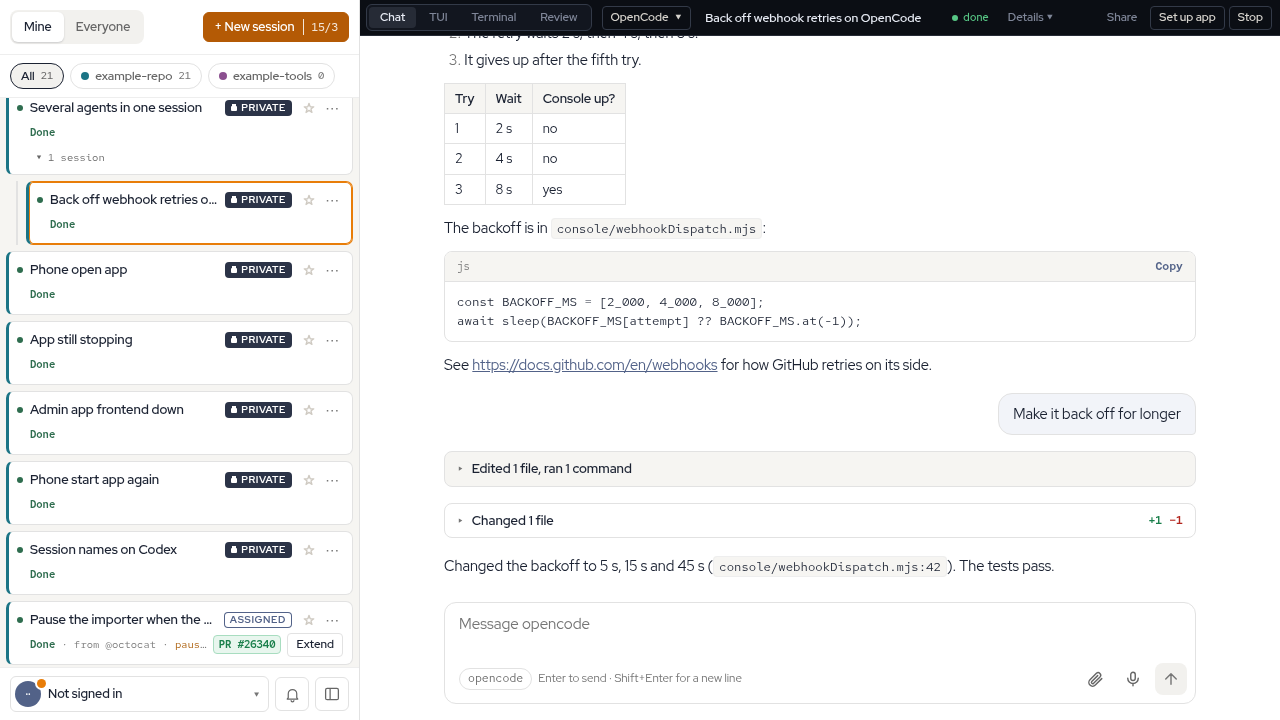 Mine
Everyone
+ New session
15/3
All 21
example-repo 21
example-tools 0
Several agents in one session
PRIVATE
Done
1 session
Back off webhook retries o...
PRIVATE
Done
Phone open app
PRIVATE
Done
App still stopping
PRIVATE
Done
Admin app frontend down
PRIVATE
Done
Phone start app again
PRIVATE
Done
Session names on Codex
PRIVATE
Done
Pause the importer when the ...
ASSIGNED
Done · from @octocat · paus…
PR #26340
Extend
Not signed in
Chat
TUI
Terminal
Review
OpenCode
Back off webhook retries on OpenCode
done
Details
Share
Set up app
Stop
3. It gives up after the fifth try.
Try Wait Console up?
1 2 s no
2 4 s no
3 8 s yes
The backoff is in console/webhookDispatch.mjs:
js
Copy
const BACKOFF_MS = [2_000, 4_000, 8_000];
await sleep(BACKOFF_MS[attempt] ?? BACKOFF_MS.at(-1));
See https://docs.github.com/en/webhooks for how GitHub retries on its side.
Make it back off for longer
Edited 1 file, ran 1 command
Changed 1 file
+1 −1
Changed the backoff to 5 s, 15 s and 45 s (console/webhookDispatch.mjs:42). The tests pass.
Message opencode
opencode
Enter to send · Shift+Enter for a new line